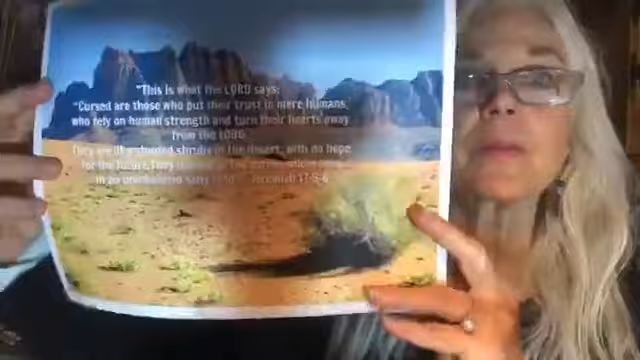 "This is what the LORD says:
"Cursed are those who put their trust in mere humans,
who rely on human strength and turn their hearts away
from the LORD.
They are like stunted shrubs in the desert, with no hope
for the future. They
in an uninhabited salty land." Jeremiah 17:5-6